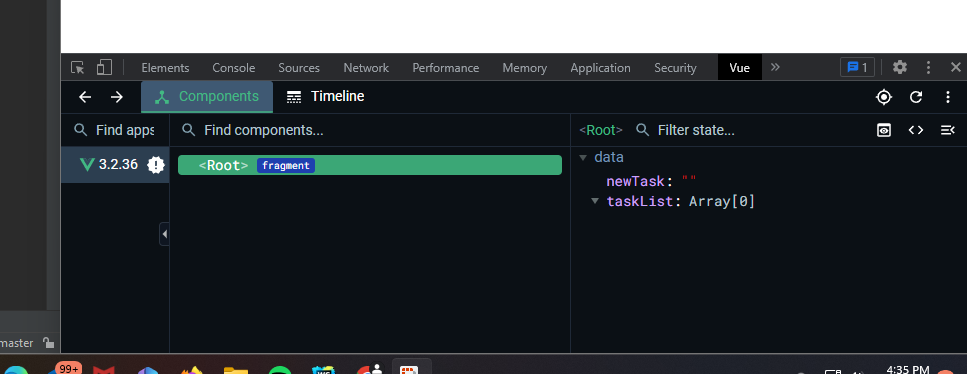 Elements Console Sources Network Performance Memory Application Security Vue » 1
Components Timeline
Find apps Find components... <Root> Filter state...
3.2.36 <Root> fragment data
newTask: ""
taskList: Array[0]
master
99+
4:35 PM